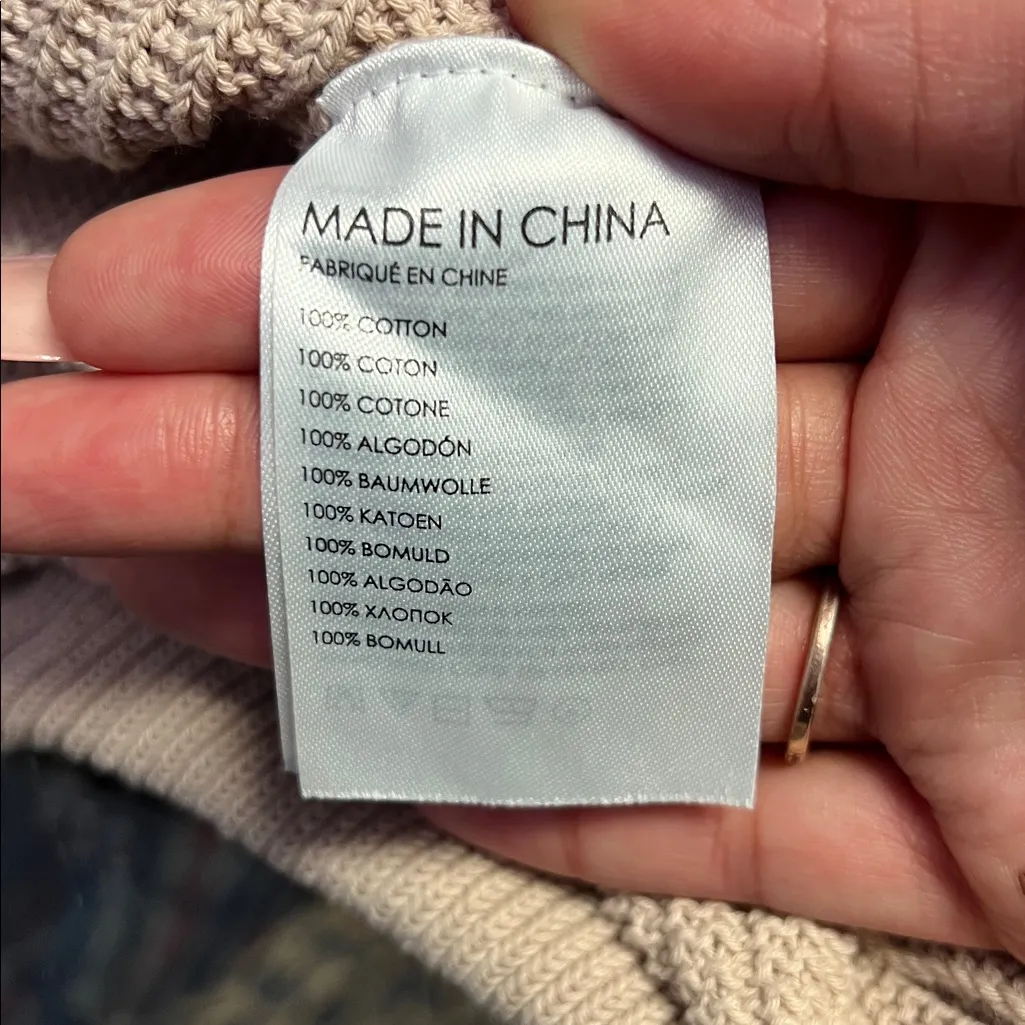 MADE IN CHINA
FABRIQUÉ EN CHINE
100% COTTON
100% COTON
100% COTONE
100% ALGODÓN
100% BAUMWOLLE
100% KATOEN
100% BOMULD
100% ALGODÃO
100% ХЛОПОК
100% BOMULL